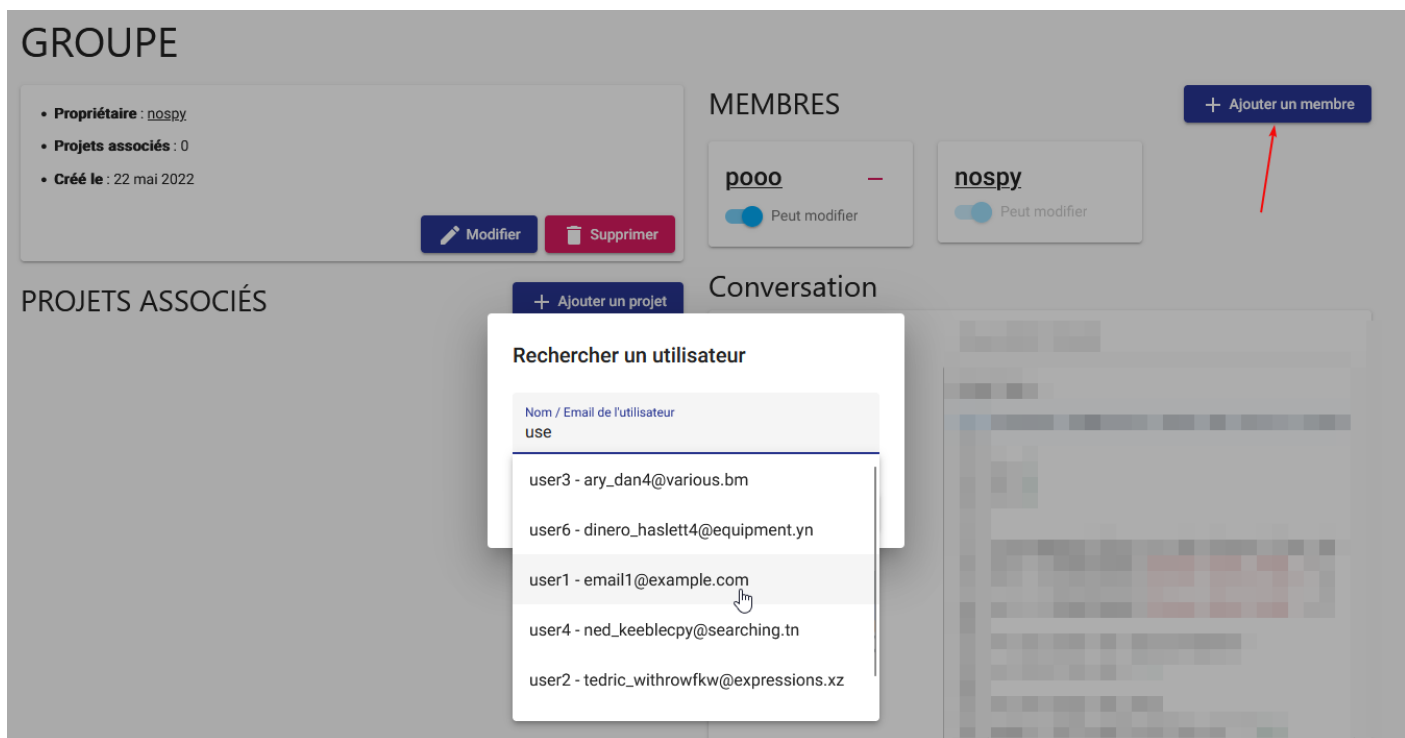 GROUPE
• Propriétaire : nospy
• Projets associés : 0
• Créé le : 22 mai 2022
Modifier
Supprimer
MEMBRES
+ Ajouter un membre
pooo
Peut modifier
nospy
Peut modifier
PROJETS ASSOCIÉS
+ Ajouter un projet
Conversation
Rechercher un utilisateur
Nom / Email de l'utilisateur
use
user3 - ary_dan4@various.bm
user6 - dinero_haslett4@equipment.yn
user1 - email1@example.com
user4 - ned_keeblecpy@searching.tn
user2 - tedric_withrowfkw@expressions.xz